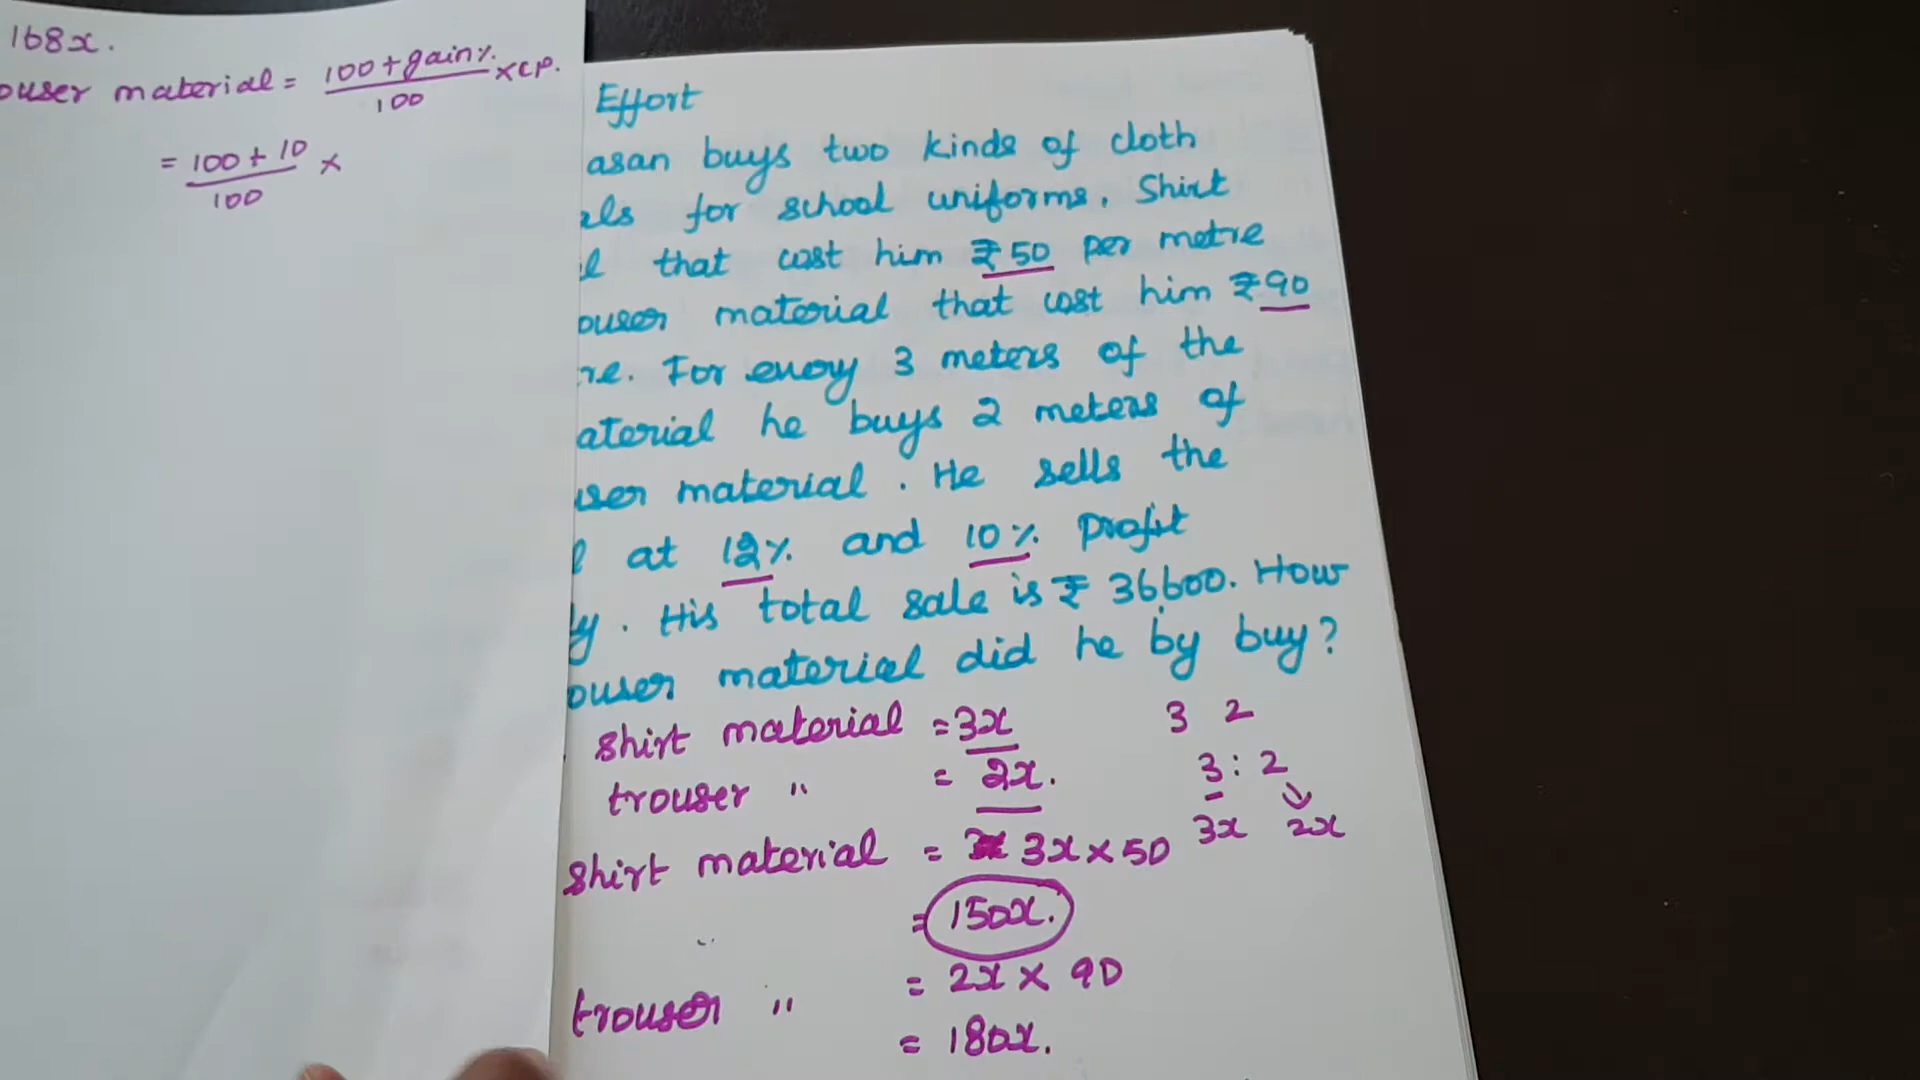 168x.
ouser material = 100+gain% / 100 ×CP.
= 100+10 / 100 ×
Effort
asan buys two kinds of cloth
als for school uniforms. Shirt
l that cost him ₹50 per metre
ouser material that cost him ₹90
re. For every 3 meters of the
aterial he buys 2 meters of
user material. He sells the
l at 12% and 10% Profit
ly. His total sale is ₹ 36600. How
ouser material did he by buy?
shirt material = 3x 3 2
trouser " = 2x. 3 : 2
3x 2x
shirt material = 3x × 50
= 150x.
trouser " = 2x × 90
= 180x.